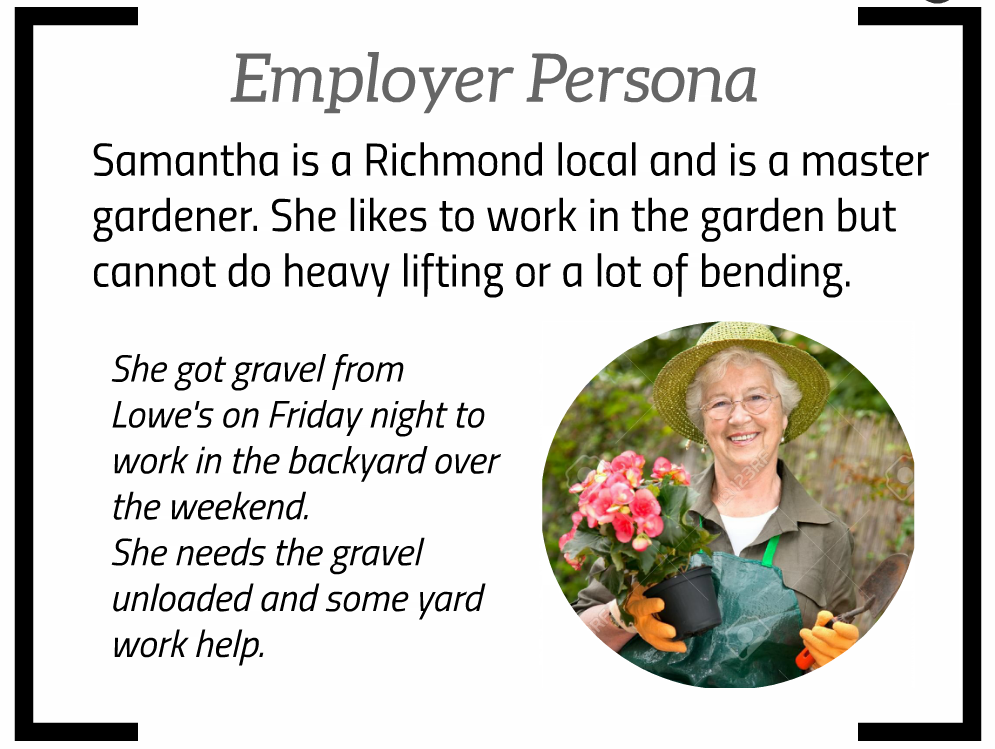 Employer Persona
Samantha is a Richmond local and is a master
gardener. She likes to work in the garden but
cannot do heavy lifting or a lot of bending.
She got gravel from
Lowe's on Friday night to
work in the backyard over
the weekend.
She needs the gravel
unloaded and some yard
work help.